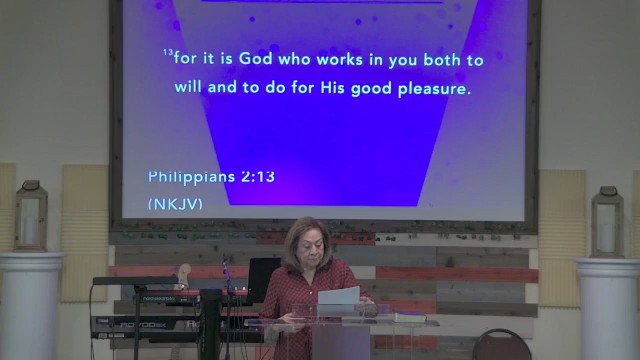 ¹³for it is God who works in you both to
will and to do for His good pleasure.
Philippians 2:13
(NKJV)